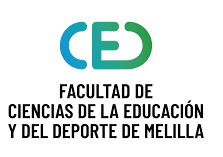 CED
FACULTAD DE
CIENCIAS DE LA EDUCACIÓN
Y DEL DEPORTE DE MELILLA